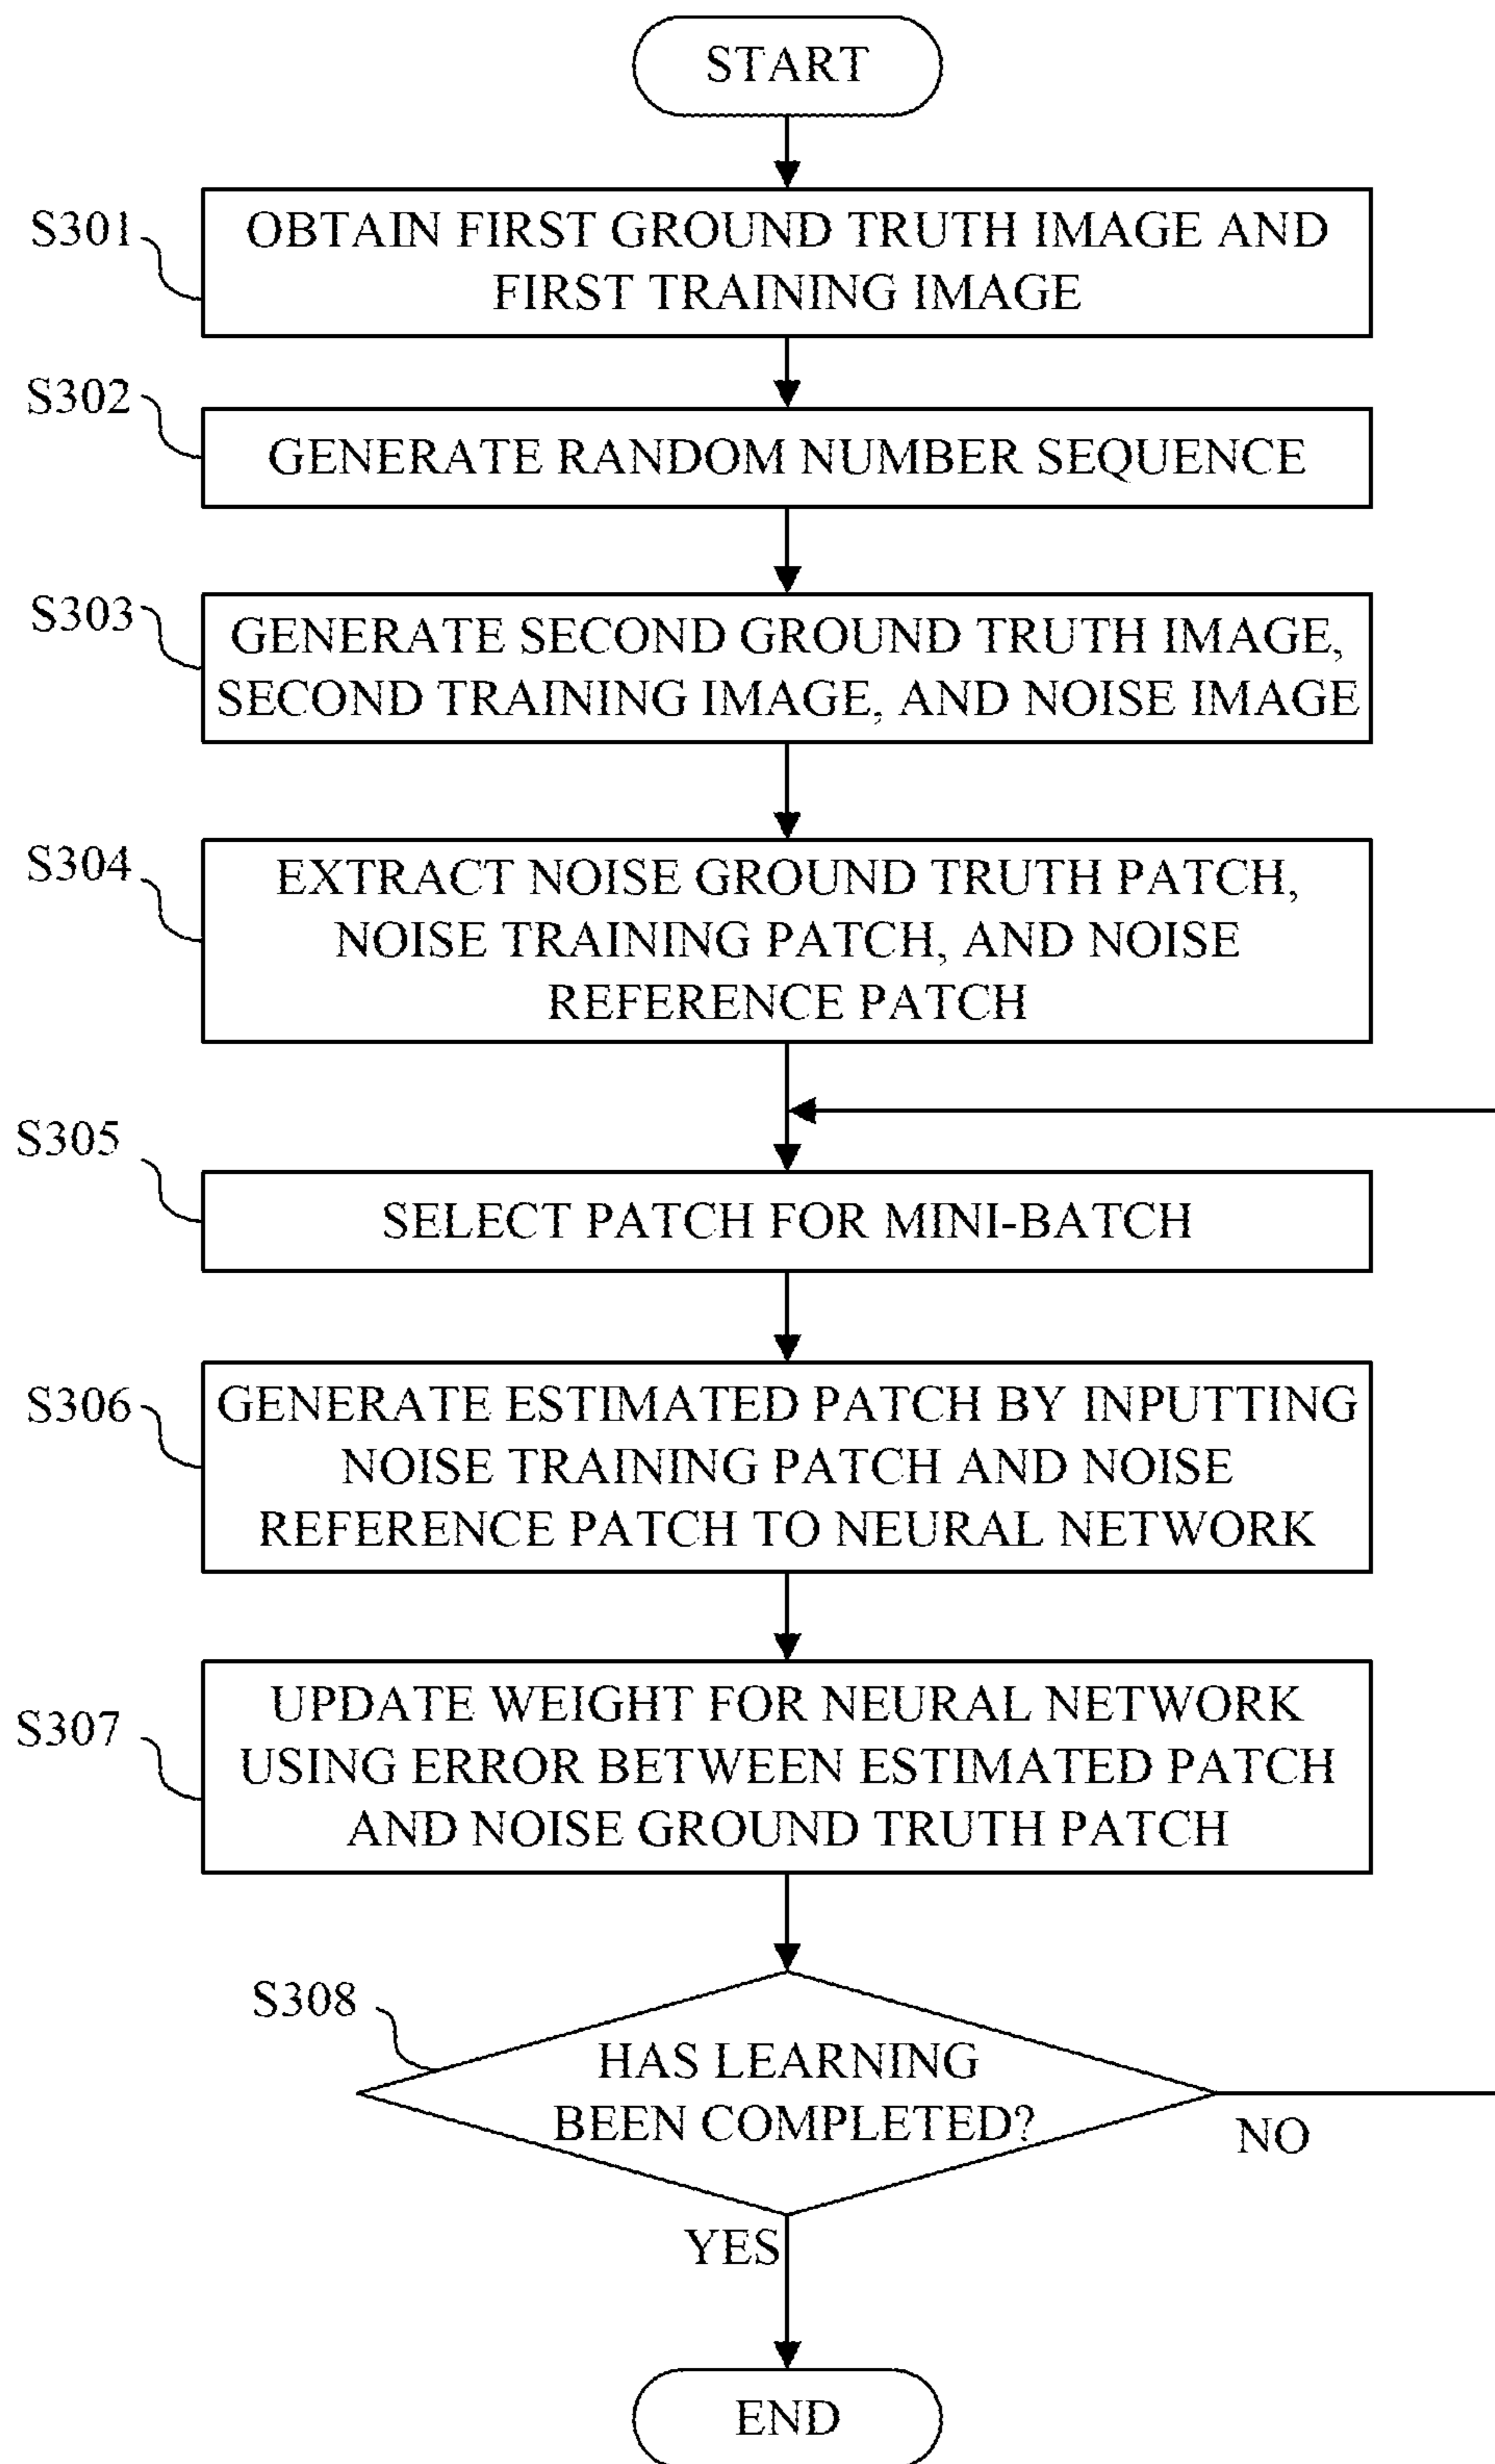 START
S301
OBTAIN FIRST GROUND TRUTH IMAGE AND
FIRST TRAINING IMAGE
S302
GENERATE RANDOM NUMBER SEQUENCE
S303
GENERATE SECOND GROUND TRUTH IMAGE,
SECOND TRAINING IMAGE, AND NOISE IMAGE
S304
EXTRACT NOISE GROUND TRUTH PATCH,
NOISE TRAINING PATCH, AND NOISE
REFERENCE PATCH
S305
SELECT PATCH FOR MINI-BATCH
S306
GENERATE ESTIMATED PATCH BY INPUTTING
NOISE TRAINING PATCH AND NOISE
REFERENCE PATCH TO NEURAL NETWORK
S307
UPDATE WEIGHT FOR NEURAL NETWORK
USING ERROR BETWEEN ESTIMATED PATCH
AND NOISE GROUND TRUTH PATCH
S308
HAS LEARNING
BEEN COMPLETED?
NO
YES
END